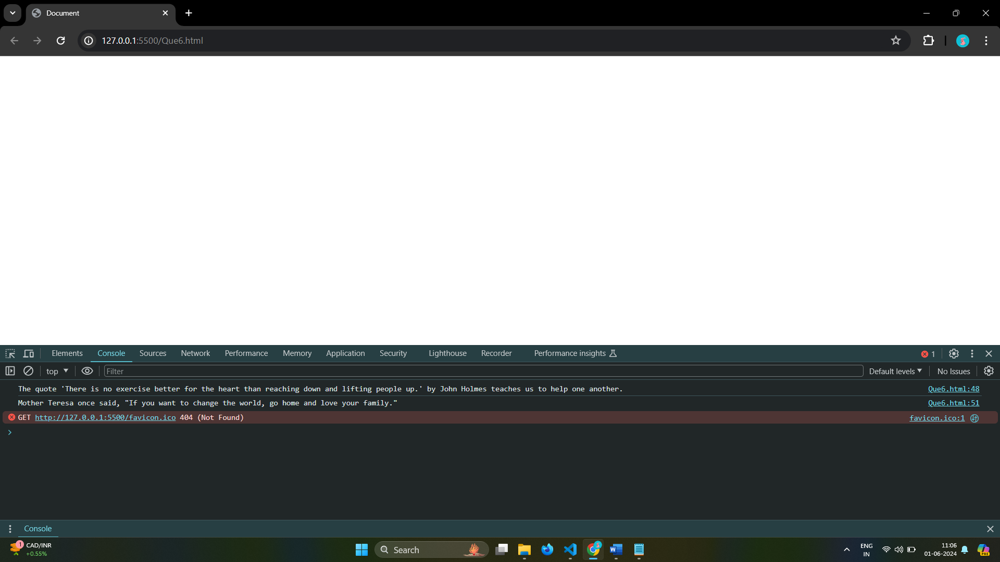 Document
127.0.0.1:5500/Que6.html
Elements Console Sources Network Performance Memory Application Security Lighthouse Recorder Performance insights 1
top Filter Default levels No Issues
The quote 'There is no exercise better for the heart than reaching down and lifting people up.' by John Holmes teaches us to help one another. Que6.html:48
Mother Teresa once said, "If you want to change the world, go home and love your family." Que6.html:51
GET http://127.0.0.1:5500/favicon.ico 404 (Not Found) favicon.ico:1
Console
1 CAD/INR
+0.55%
Search
ENG
IN
11:06
01-06-2024
PRE